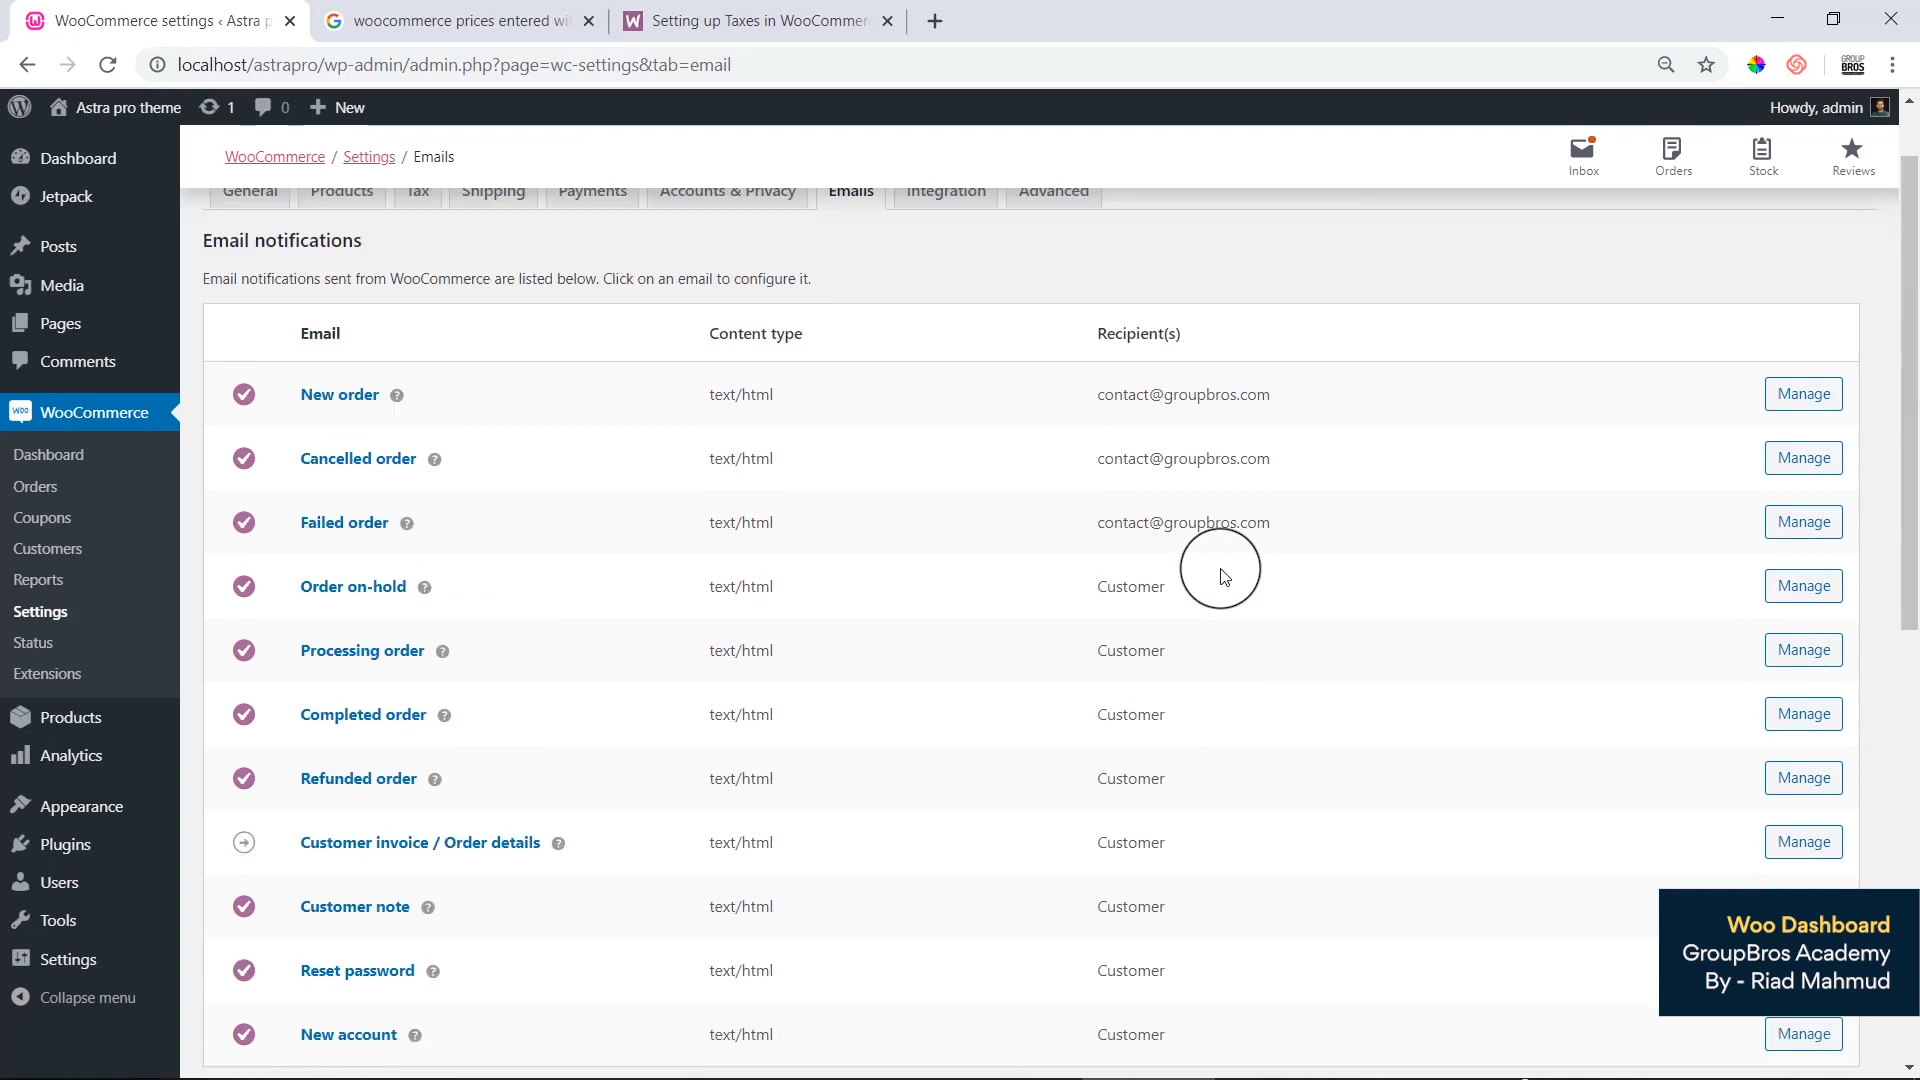 WooCommerce settings ‹ Astra p
woocommerce prices entered wi
Setting up Taxes in WooCommer
localhost/astrapro/wp-admin/admin.php?page=wc-settings&tab=email
GROUP
BROS
Astra pro theme
1
0
New
Howdy, admin
Dashboard
Jetpack
Posts
Media
Pages
Comments
WooCommerce
Dashboard
Orders
Coupons
Customers
Reports
Settings
Status
Extensions
Products
Analytics
Appearance
Plugins
Users
Tools
Settings
Collapse menu
WooCommerce / Settings / Emails
Inbox
Orders
Stock
Reviews
General
Products
Tax
Shipping
Payments
Accounts & Privacy
Emails
Integration
Advanced
Email notifications
Email notifications sent from WooCommerce are listed below. Click on an email to configure it.
Email Content type Recipient(s)
New order text/html contact@groupbros.com Manage
Cancelled order text/html contact@groupbros.com Manage
Failed order text/html contact@groupbros.com Manage
Order on-hold text/html Customer Manage
Processing order text/html Customer Manage
Completed order text/html Customer Manage
Refunded order text/html Customer Manage
Customer invoice / Order details text/html Customer Manage
Customer note text/html Customer
Reset password text/html Customer
New account text/html Customer Manage
Woo Dashboard
GroupBros Academy
By - Riad Mahmud